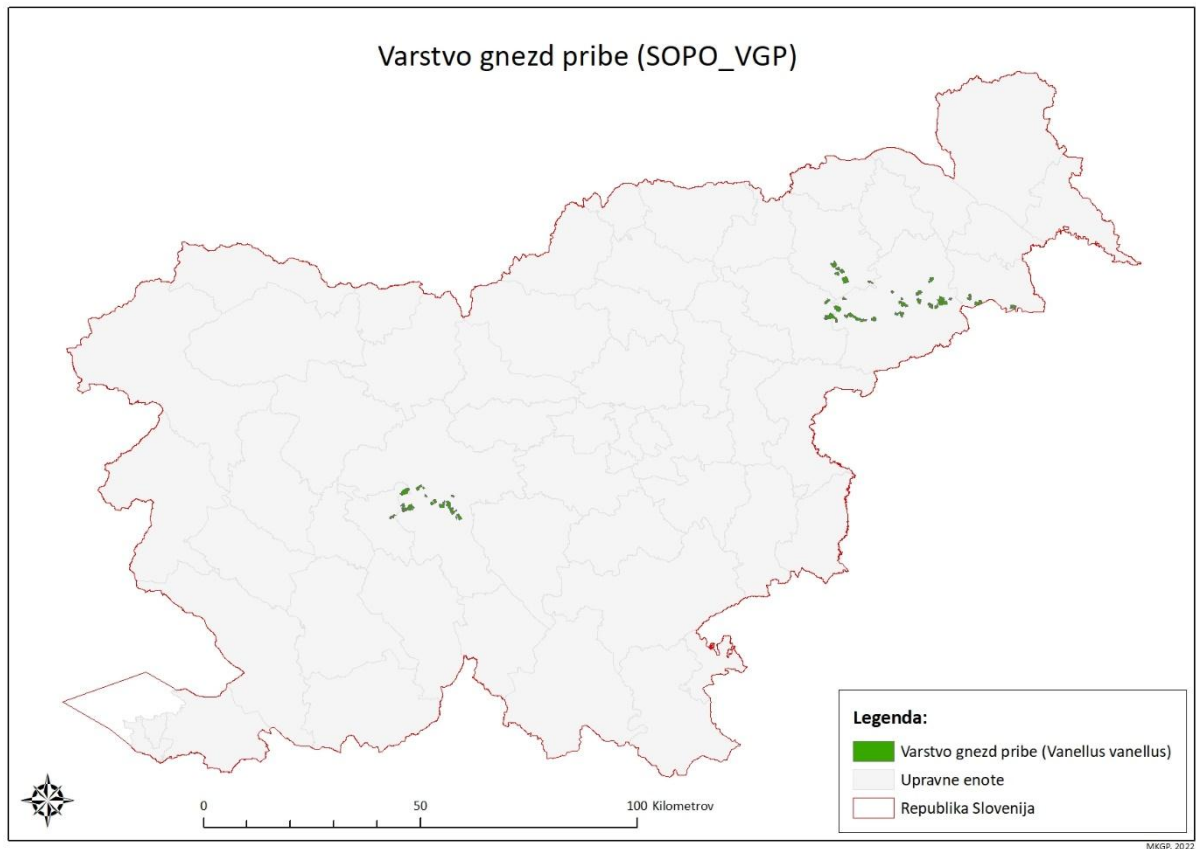 Varstvo gnezd pribe (SOPO_VGP)
Legenda:
Varstvo gnezd pribe (Vanellus vanellus)
Upravne enote
Republika Slovenija
0 50 100 Kilometrov
MKGP, 2022